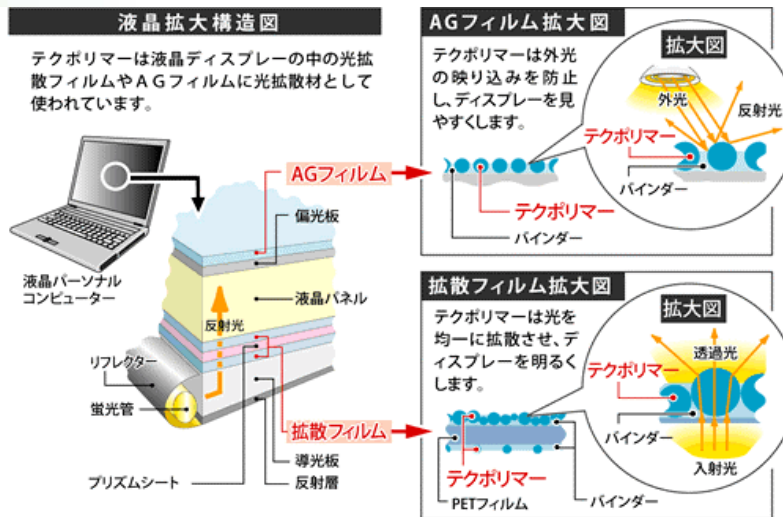 液晶拡大構造図
テクポリマーは液晶ディスプレーの中の光拡
散フィルムやAGフィルムに光拡散材として
使われています。
液晶パーソナル
コンピューター
AGフィルム
偏光板
液晶パネル
反射光
リフレクター
蛍光管
拡散フィルム
導光板
プリズムシート
反射層
AGフィルム拡大図
テクポリマーは外光
の映り込みを防止
し、ディスプレーを見
やすくします。
テクポリマー
バインダー
拡大図
外光
反射光
テクポリマー
バインダー
拡散フィルム拡大図
テクポリマーは光を
均一に拡散させ、デ
ィスプレーを明るく
します。
テクポリマー
PETフィルム
バインダー
拡大図
透過光
テクポリマー
バインダー
入射光